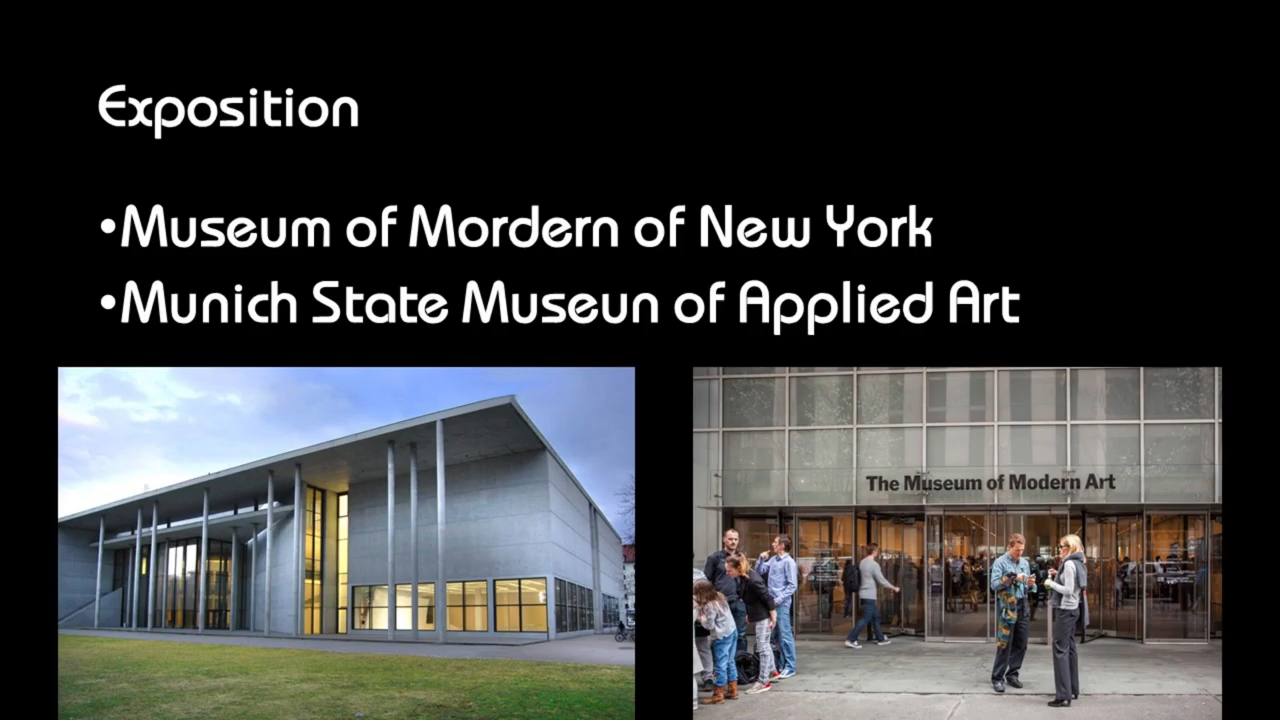 Exposition
•Museum of Mordern of New York
•Munich State Museun of Applied Art
The Museum of Modern Art